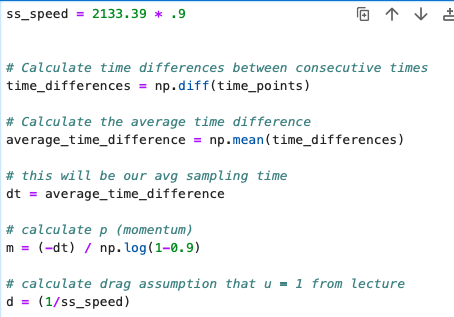 ss_speed = 2133.39 * .9
# Calculate time differences between consecutive times
time_differences = np.diff(time_points)
# Calculate the average time difference
average_time_difference = np.mean(time_differences)
# this will be our avg sampling time
dt = average_time_difference
# calculate p (momentum)
m = (-dt) / np.log(1-0.9)
# calculate drag assumption that u = 1 from lecture
d = (1/ss_speed)